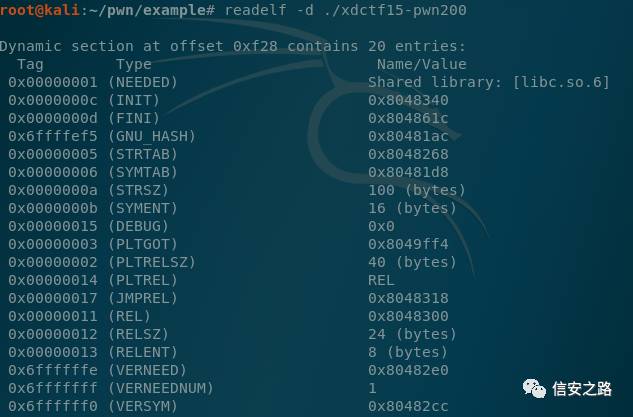 root@kali:~/pwn/example# readelf -d ./xdctf15-pwn200
Dynamic section at offset 0xf28 contains 20 entries:
Tag Type Name/Value
0x00000001 (NEEDED) Shared library: [libc.so.6]
0x0000000c (INIT) 0x8048340
0x0000000d (FINI) 0x804861c
0x6ffffef5 (GNU_HASH) 0x80481ac
0x00000005 (STRTAB) 0x8048268
0x00000006 (SYMTAB) 0x80481d8
0x0000000a (STRSZ) 100 (bytes)
0x0000000b (SYMENT) 16 (bytes)
0x00000015 (DEBUG) 0x0
0x00000003 (PLTGOT) 0x8049ff4
0x00000002 (PLTRELSZ) 40 (bytes)
0x00000014 (PLTREL) REL
0x00000017 (JMPREL) 0x8048318
0x00000011 (REL) 0x8048300
0x00000012 (RELSZ) 24 (bytes)
0x00000013 (RELENT) 8 (bytes)
0x6ffffffe (VERNEED) 0x80482e0
0x6fffffff (VERNEEDNUM) 1
0x6ffffff0 (VERSYM) 0x80482cc
信安之路